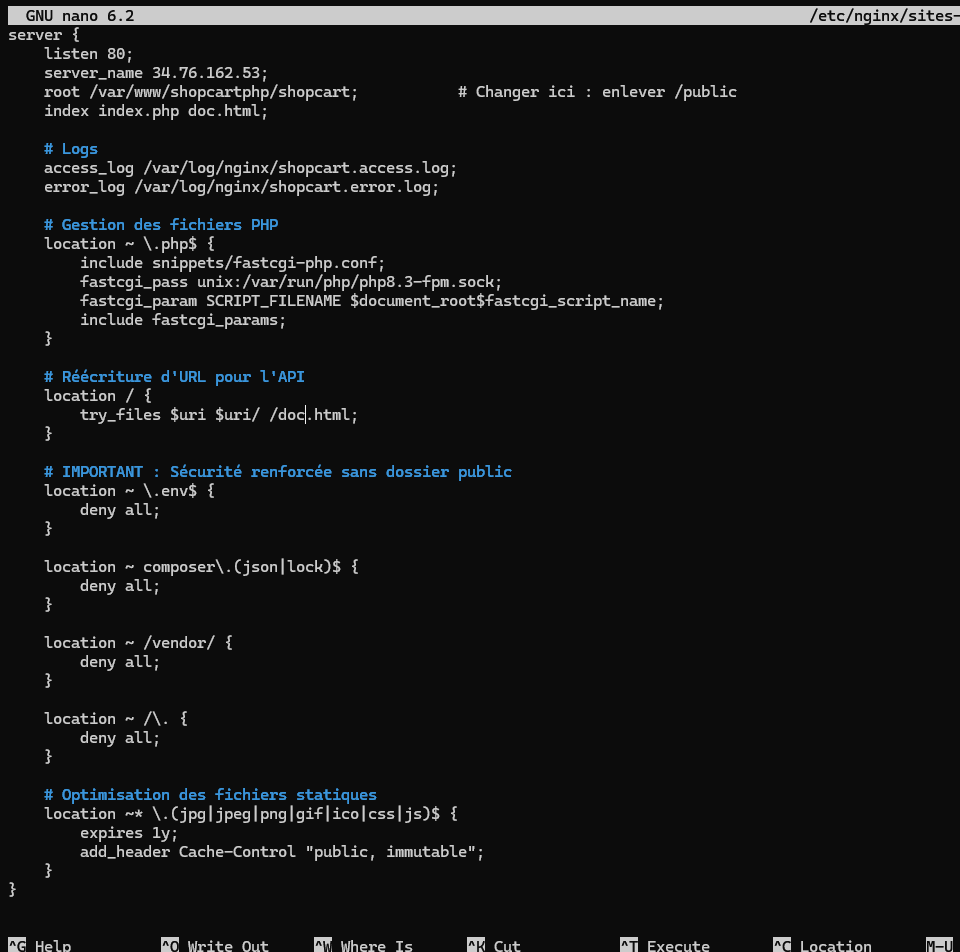 GNU nano 6.2 /etc/nginx/sites-
server {
    listen 80;
    server_name 34.76.162.53;
    root /var/www/shopcartphp/shopcart;           # Changer ici : enlever /public
    index index.php doc.html;

    # Logs
    access_log /var/log/nginx/shopcart.access.log;
    error_log /var/log/nginx/shopcart.error.log;

    # Gestion des fichiers PHP
    location ~ \.php$ {
        include snippets/fastcgi-php.conf;
        fastcgi_pass unix:/var/run/php/php8.3-fpm.sock;
        fastcgi_param SCRIPT_FILENAME $document_root$fastcgi_script_name;
        include fastcgi_params;
    }

    # Réécriture d'URL pour l'API
    location / {
        try_files $uri $uri/ /doc.html;
    }

    # IMPORTANT : Sécurité renforcée sans dossier public
    location ~ \.env$ {
        deny all;
    }

    location ~ composer\.(json|lock)$ {
        deny all;
    }

    location ~ /vendor/ {
        deny all;
    }

    location ~ /\. {
        deny all;
    }

    # Optimisation des fichiers statiques
    location ~* \.(jpg|jpeg|png|gif|ico|css|js)$ {
        expires 1y;
        add_header Cache-Control "public, immutable";
    }
}
^G Help ^O Write Out ^W Where Is ^K Cut ^T Execute ^C Location M-U